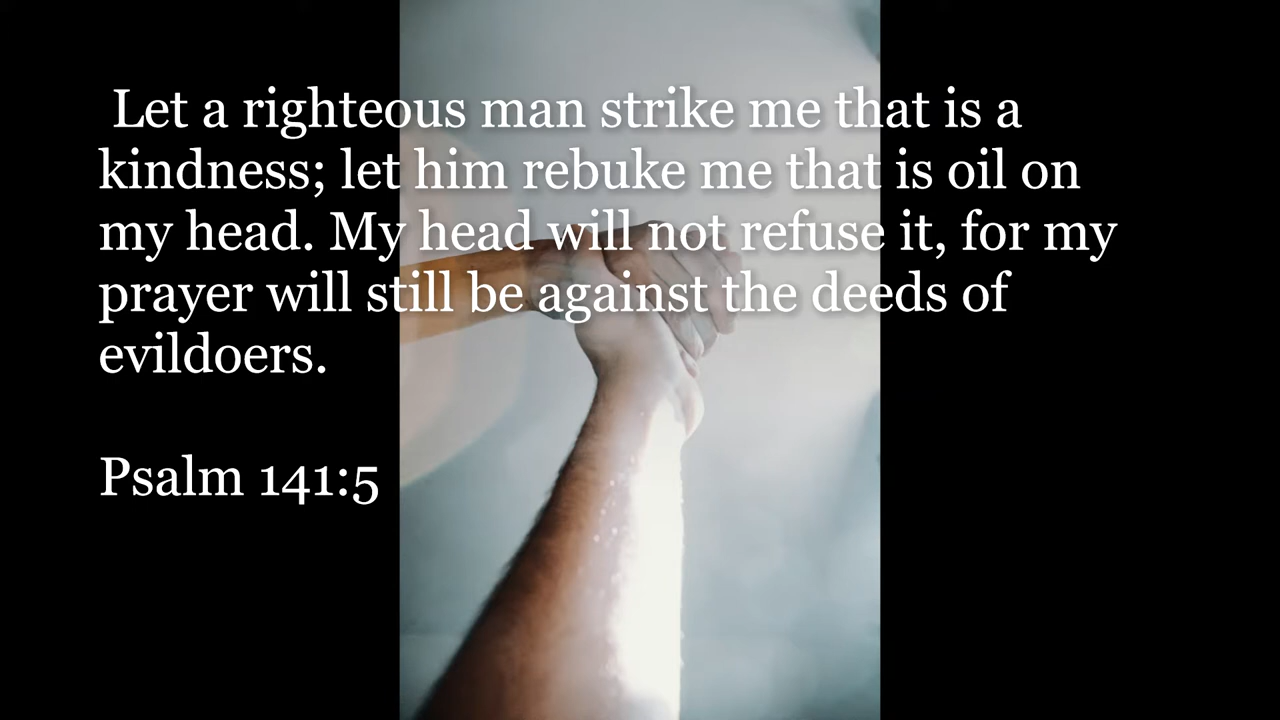 Let a righteous man strike me that is a
kindness; let him rebuke me that is oil on
my head. My head will not refuse it, for my
prayer will still be against the deeds of
evildoers.
Psalm 141:5